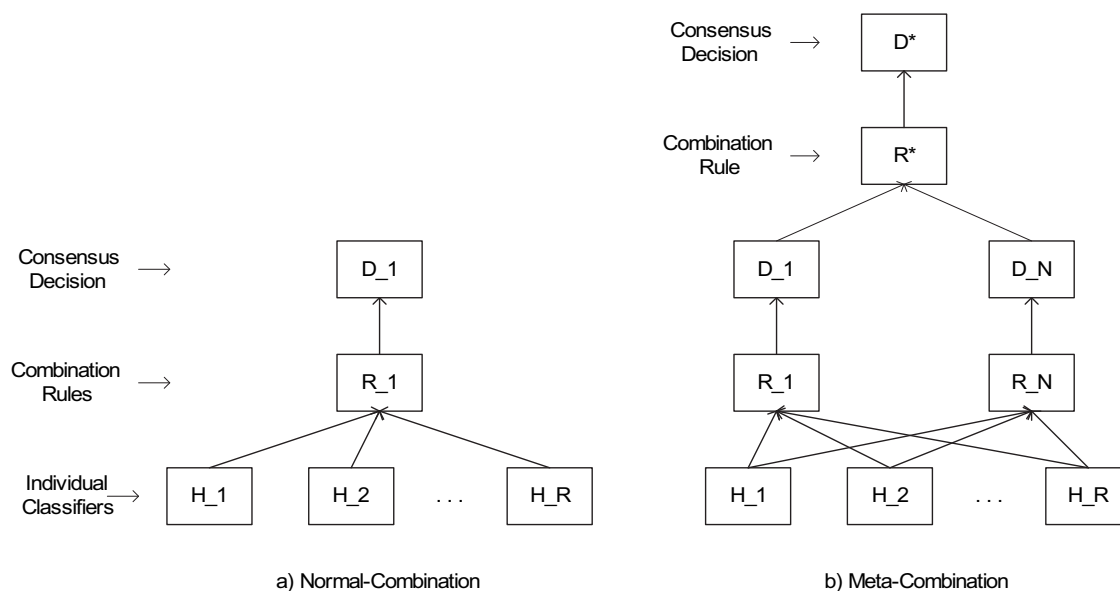 Consensus
Decision
D*
Combination
Rule
R*
Consensus
Decision
D_1
D_1
D_N
Combination
Rules
R_1
R_1
R_N
Individual
Classifiers
H_1
H_2
. . .
H_R
H_1
H_2
. . .
H_R
a) Normal-Combination
b) Meta-Combination